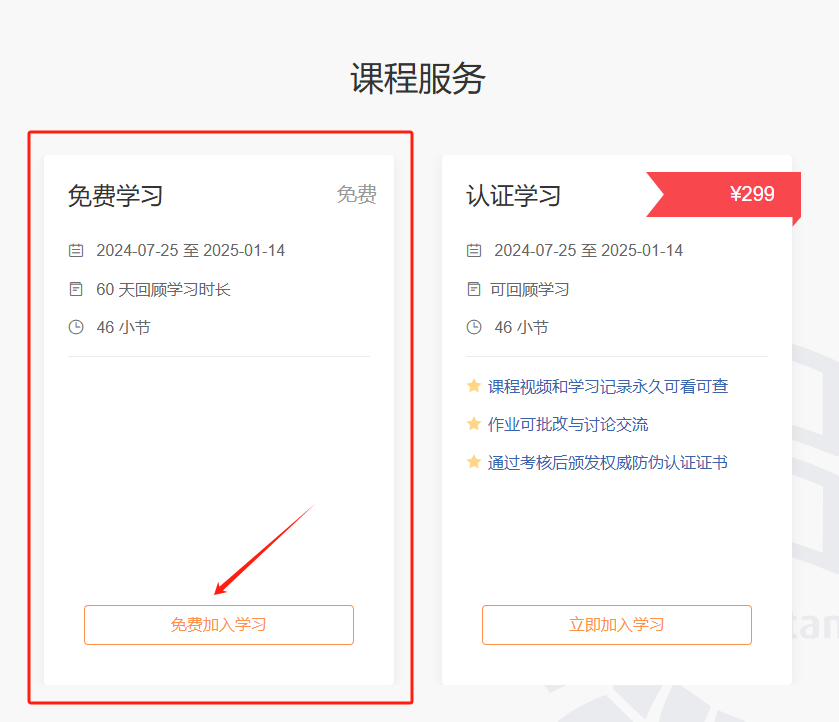 课程服务
免费学习
免费
2024-07-25 至 2025-01-14
60 天回顾学习时长
46 小节
免费加入学习
认证学习
¥299
2024-07-25 至 2025-01-14
可回顾学习
46 小节
课程视频和学习记录永久可看可查
作业可批改与讨论交流
通过考核后颁发权威防伪认证证书
立即加入学习